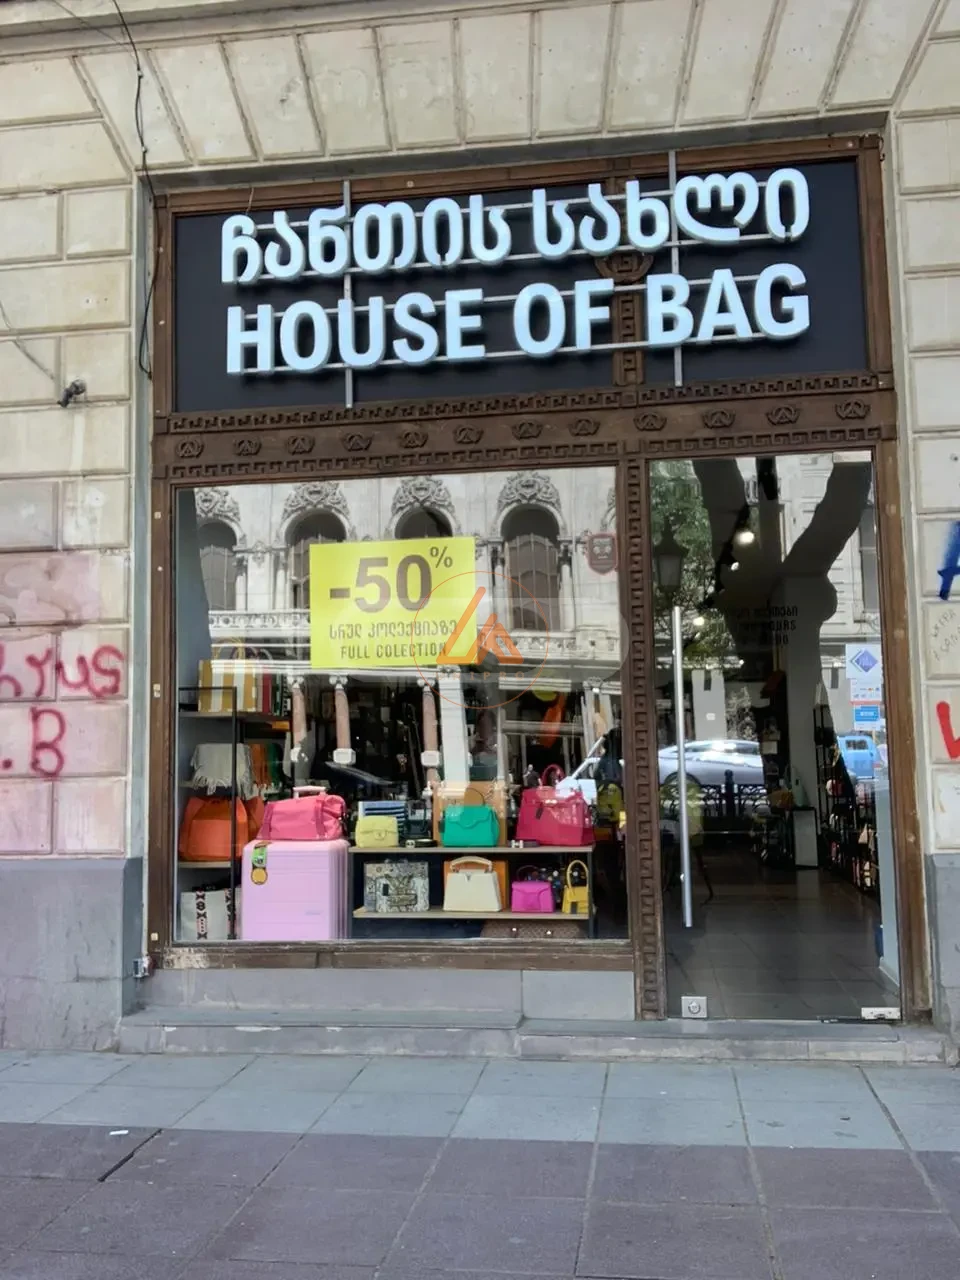 ჩანთის სახლი
HOUSE OF BAG
-50%
სრულ კოლექციაზე
FULL COLECTION